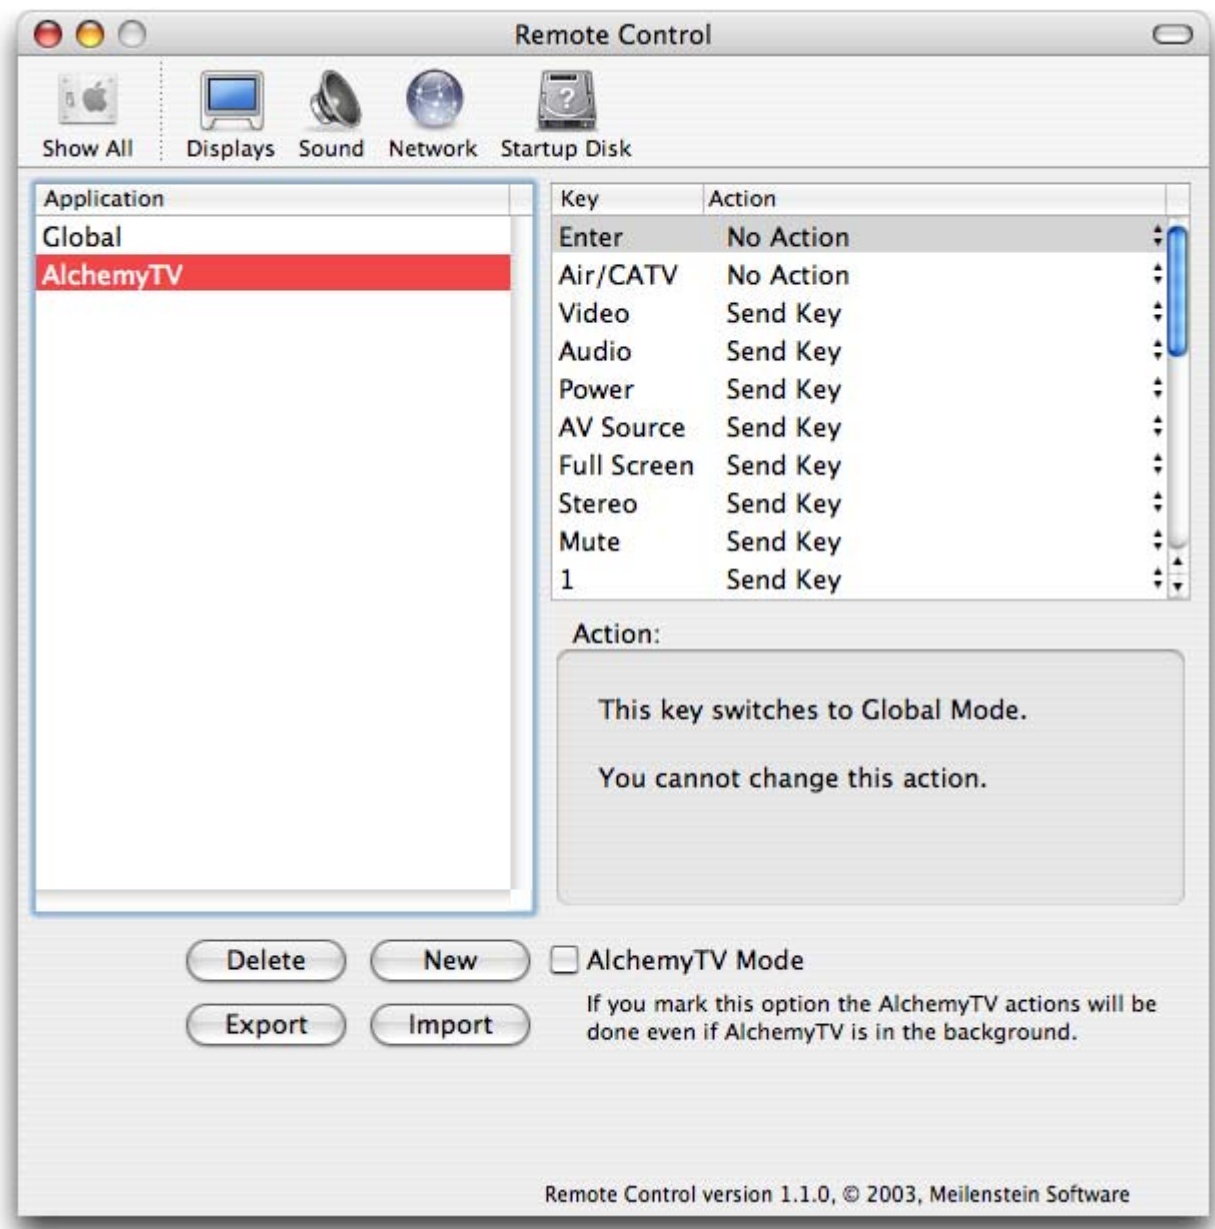 Remote Control
Show All
Displays
Sound
Network
Startup Disk
Application
Global
AlchemyTV
Key Action
Enter No Action
Air/CATV No Action
Video Send Key
Audio Send Key
Power Send Key
AV Source Send Key
Full Screen Send Key
Stereo Send Key
Mute Send Key
1 Send Key
Action:
This key switches to Global Mode.
You cannot change this action.
Delete
New
Export
Import
AlchemyTV Mode
If you mark this option the AlchemyTV actions will be
done even if AlchemyTV is in the background.
Remote Control version 1.1.0, © 2003, Meilenstein Software